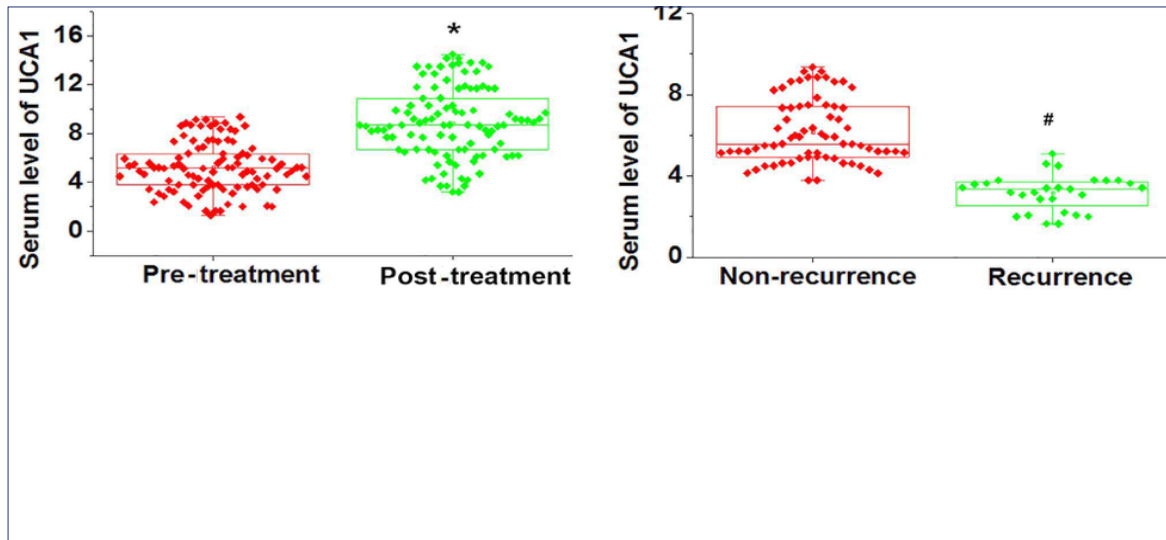 Serum level of UCA1
16
12
8
4
0
*
Pre-treatment
Post-treatment
Serum level of UCA1
12
8
4
0
#
Non-recurrence
Recurrence